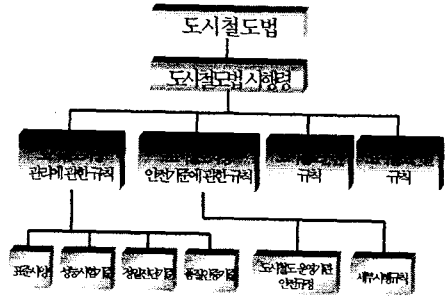 도시철도법
도시철도법 시행령
관리에 관한 규칙
안전기준에 관한 규칙
규칙
규칙
표준사양
성능시험기준
정밀진단기준
품질인증기준
도시철도 운영기관
안전규정
세부시행규칙